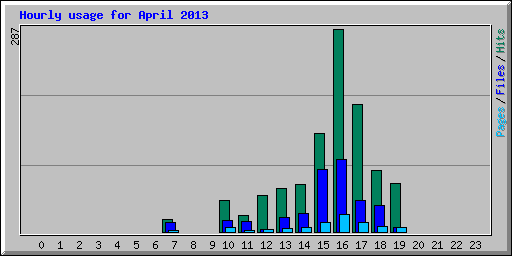 Hourly usage for April 2013
287
Pages / Files / Hits
0 1 2 3 4 5 6 7 8 9 10 11 12 13 14 15 16 17 18 19 20 21 22 23